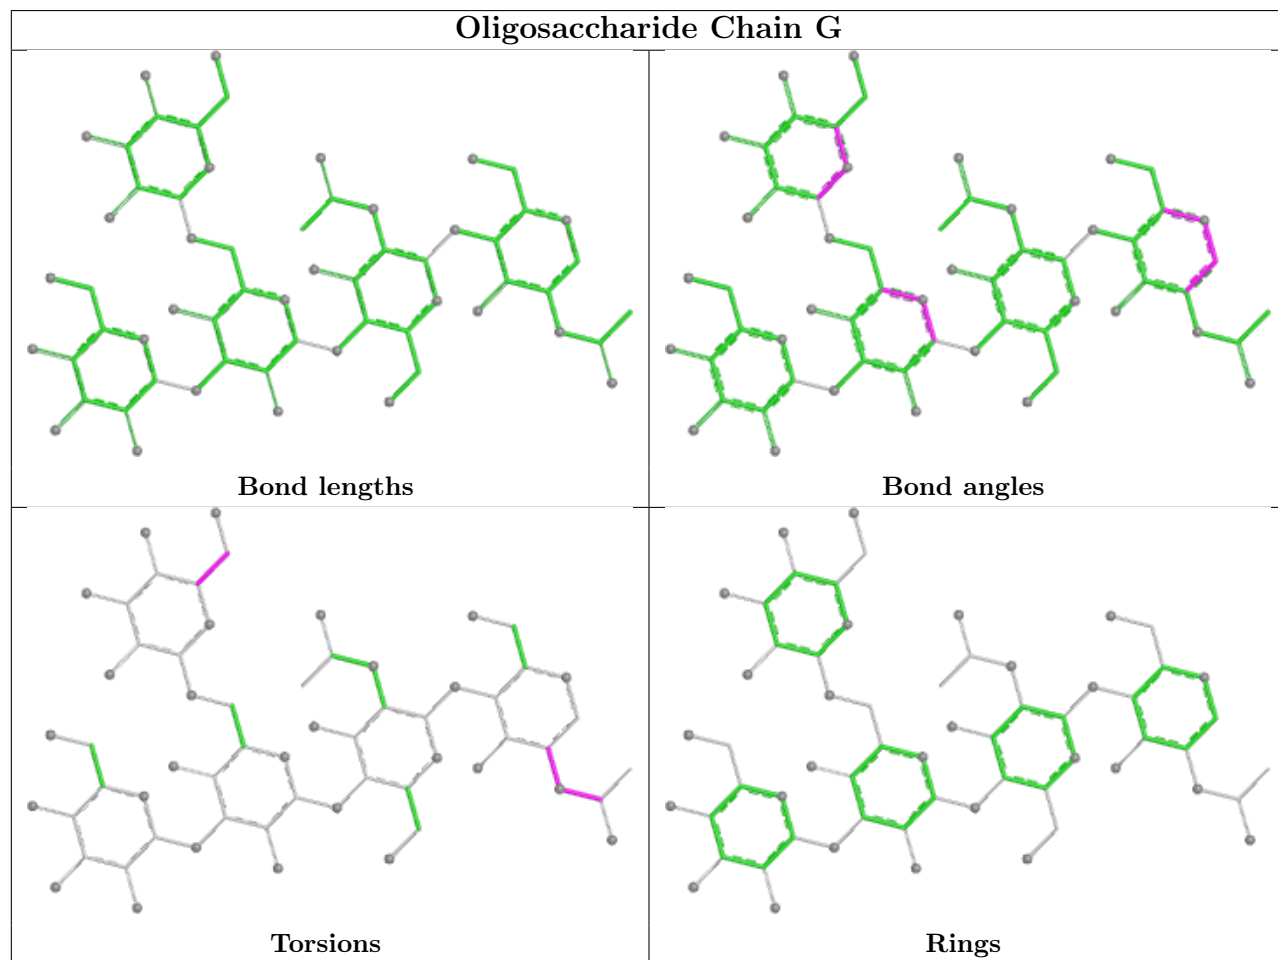 Oligosaccharide Chain G
Bond lengths
Bond angles
Torsions
Rings